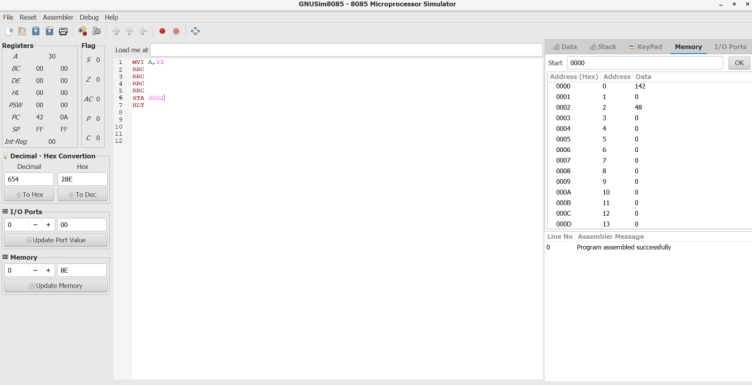 GNUSim8085 - 8085 Microprocessor Simulator
File Reset Assembler Debug Help
Registers Flag
A 30
BC 00 00
DE 00 00
HL 00 00
PSW 00 00
PC 42 0A
SP FF FF
Int-Reg 00
S 0
Z 0
AC 0
P 0
C 0
Decimal - Hex Convertion
Decimal Hex
654 28E
To Hex To Dec
I/O Ports
0 - + 00
Update Port Value
Memory
0 - + 8E
Update Memory
Load me at
1 MVI A,03
2 RRC
3 RRC
4 RRC
5 RRC
6 STA 0002
7 HLT
8
9
10
11
12
Data Stack KeyPad Memory I/O Ports
Start 0000 OK
Address (Hex) Address Data
0000 0 142
0001 1 0
0002 2 48
0003 3 0
0004 4 0
0005 5 0
0006 6 0
0007 7 0
0008 8 0
0009 9 0
000A 10 0
000B 11 0
000C 12 0
000D 13 0
Line No Assembler Message
0 Program assembled successfully